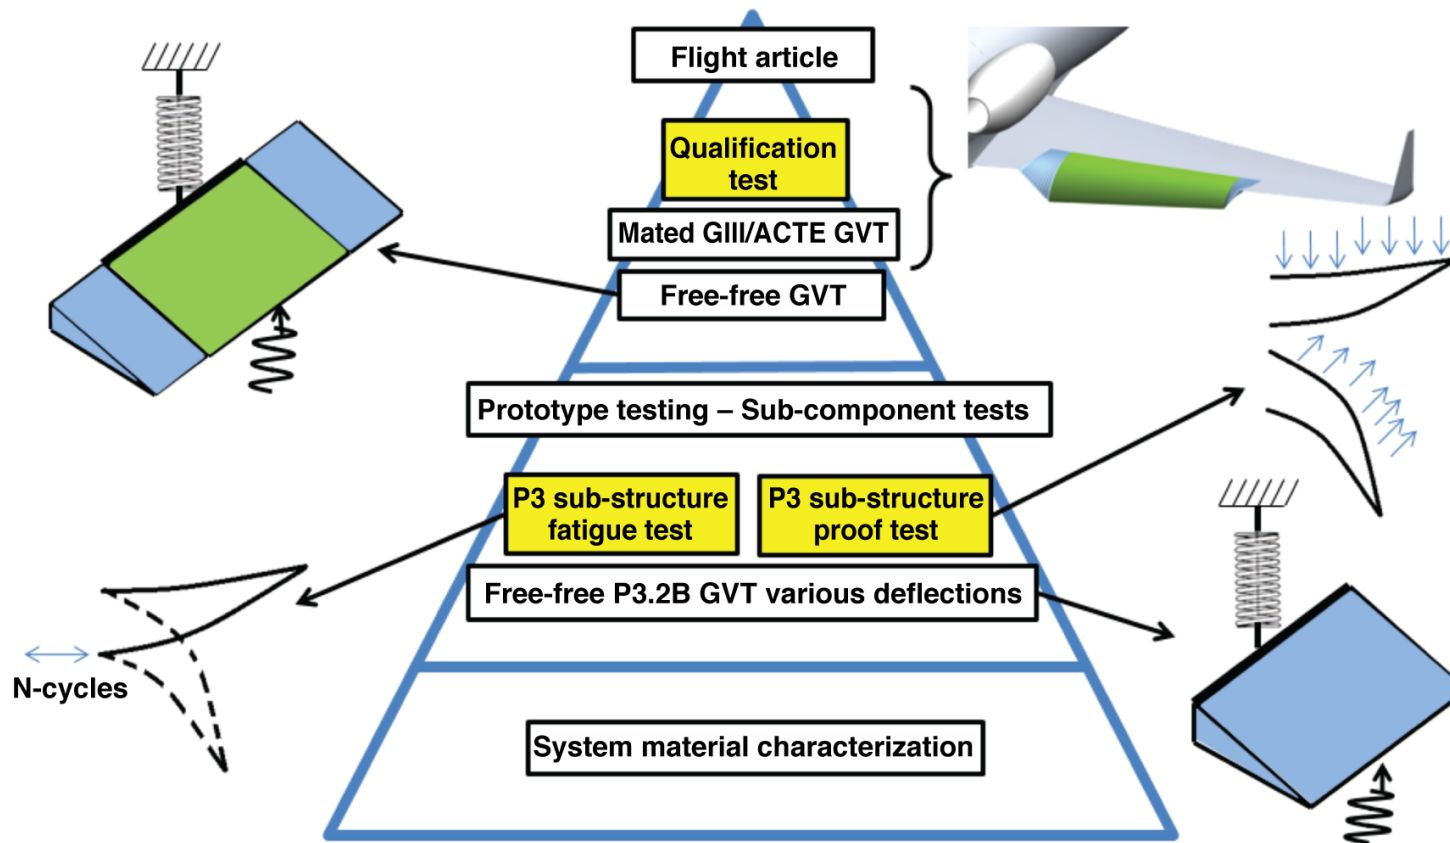 Flight article
Qualification
test
Mated GIII/ACTE GVT
Free-free GVT
Prototype testing – Sub-component tests
P3 sub-structure
fatigue test
P3 sub-structure
proof test
Free-free P3.2B GVT various deflections
N-cycles
System material characterization